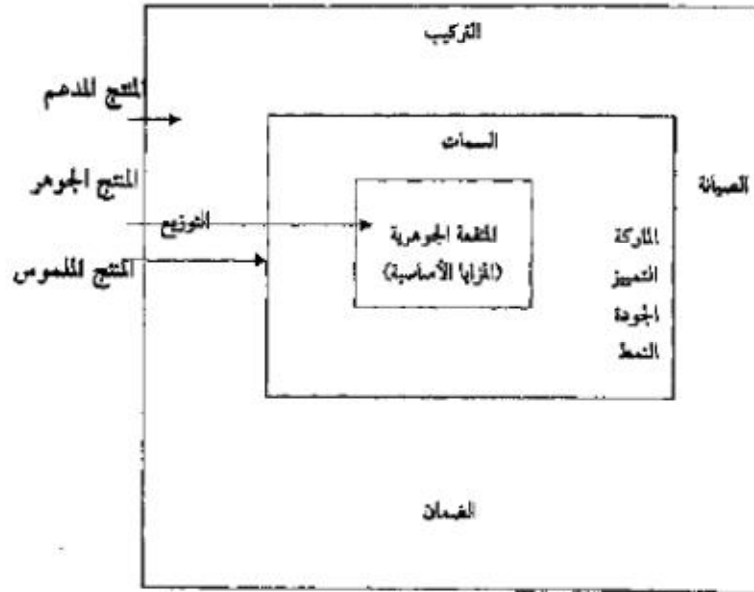 التركيب
المنتج المدعم
السمات
المنتج الجوهر
الصيانة
التوزيع
المنفعة الجوهرية
(المزايا الأساسية)
الماركة
المنتج الملموس
التمييز
الجودة
النمط
الضمان